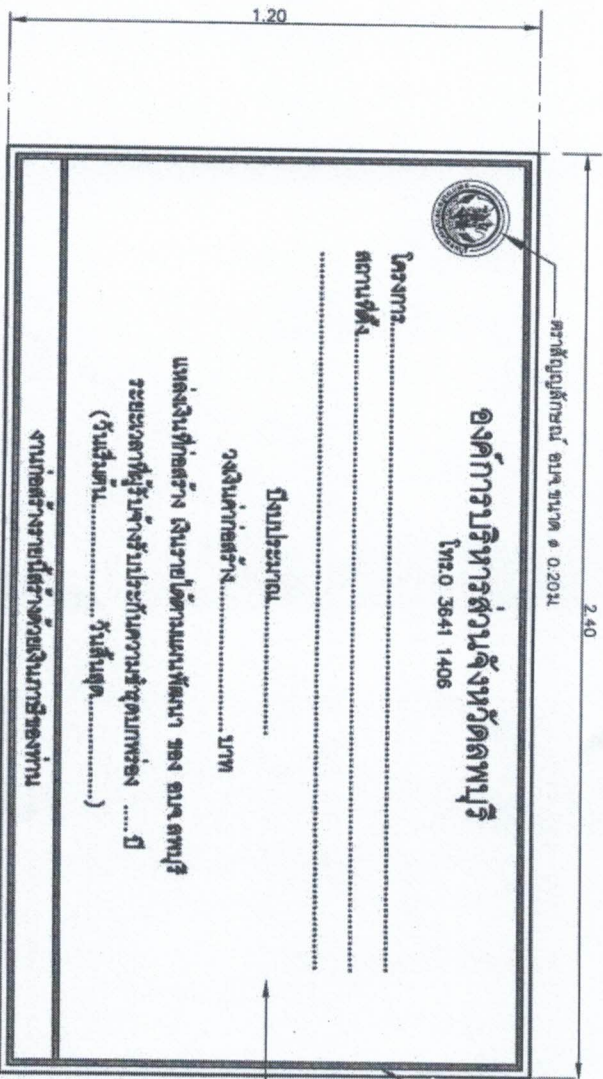 2.40
1.20
ตราสัญญลักษณ์ อบจ ขนาด ø 0.20ม
องค์การบริหารส่วนจังหวัดลพบุรี
โทร.0 3641 1406
โครงการ................................................
สถานที่ตั้ง................................................
................................................
ปีงบประมาณ....................
วงเงินค่าก่อสร้าง....................บาท
แหล่งเงินที่ก่อสร้าง เงินรายได้ตามแผนพัฒนา ของ อบจ.ลพบุรี
ระยะเวลาที่ผู้รับจ้างรับประกันความชำรุดบกพร่อง ......ปี
(วันเริ่มต้น....................วันสิ้นสุด....................)
งานก่อสร้างรายนี้สร้างด้วยเงินภาษีของท่าน